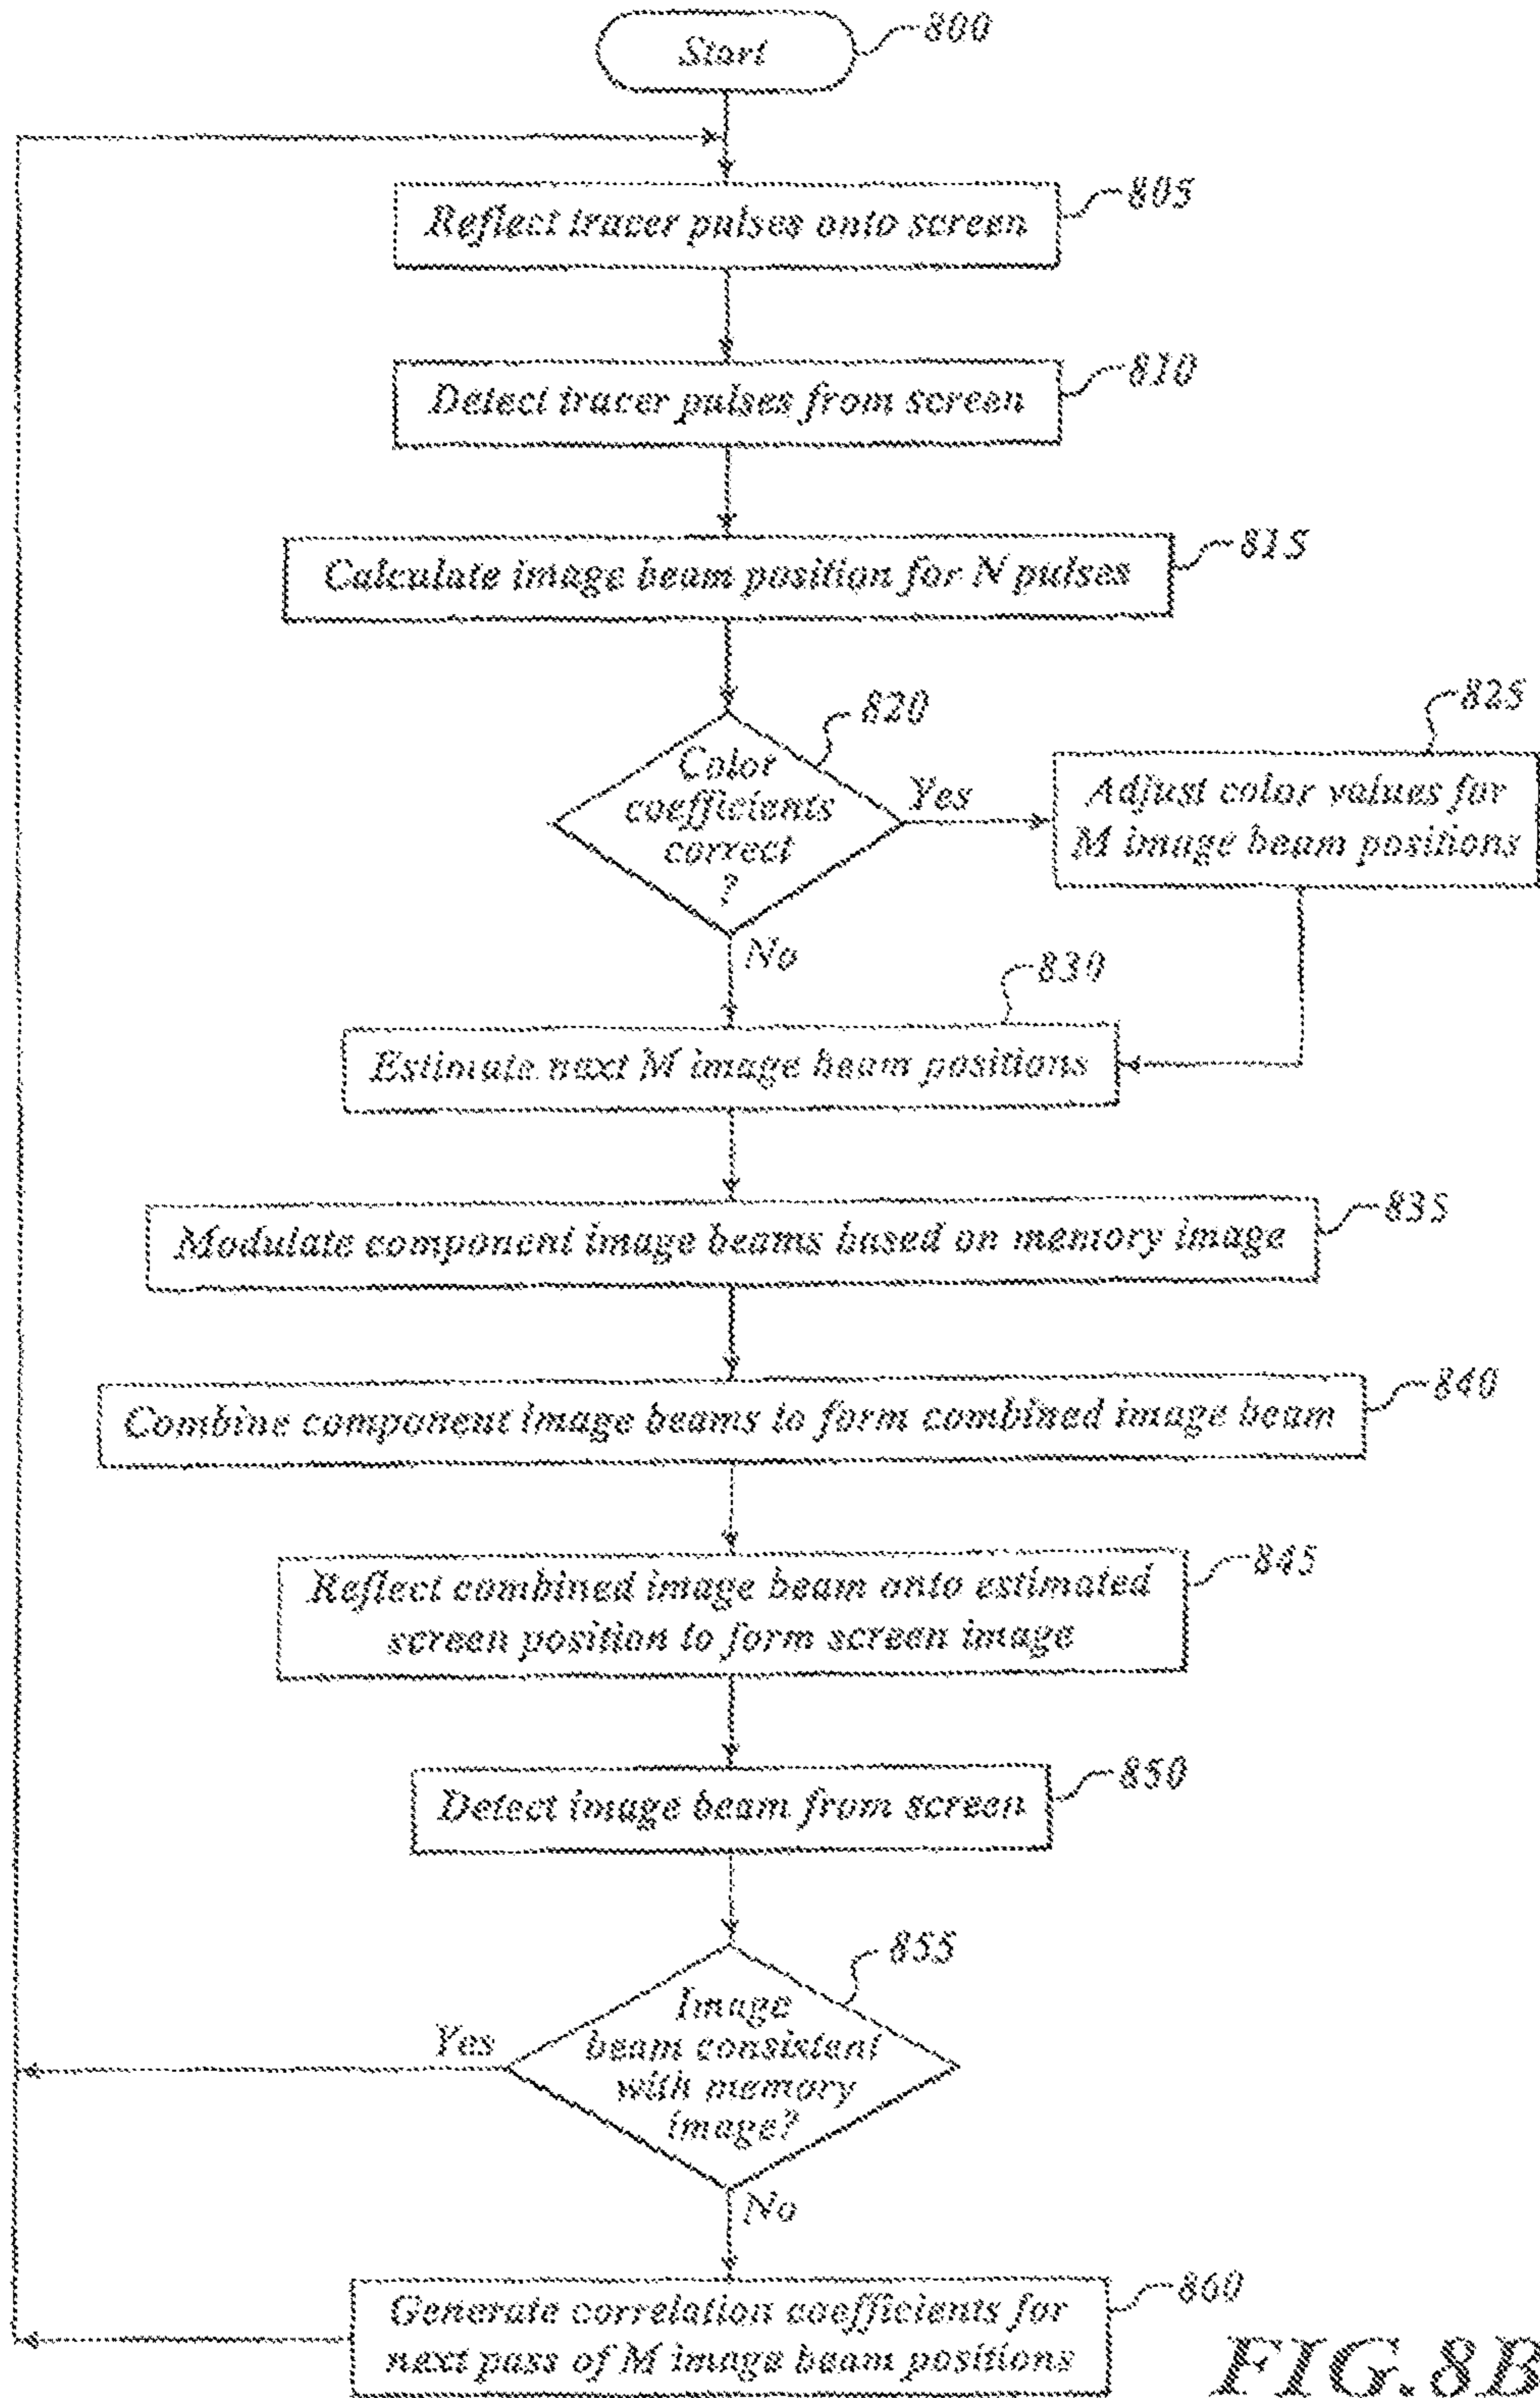 Start
800
Reflect tracer pulses onto screen
805
Detect tracer pulses from screen
810
Calculate image beam position for N pulses
815
820
Color
coefficients
correct
?
Yes
No
825
Adjust color values for
M image beam positions
830
Estimate next M image beam positions
835
Modulate component image beams based on memory image
840
Combine component image beams to form combined image beam
845
Reflect combined image beam onto estimated
screen position to form screen image
850
Detect image beam from screen
855
Image
beam consistent
with memory
image?
Yes
No
860
Generate correlation coefficients for
next pass of M image beam positions
FIG.8B